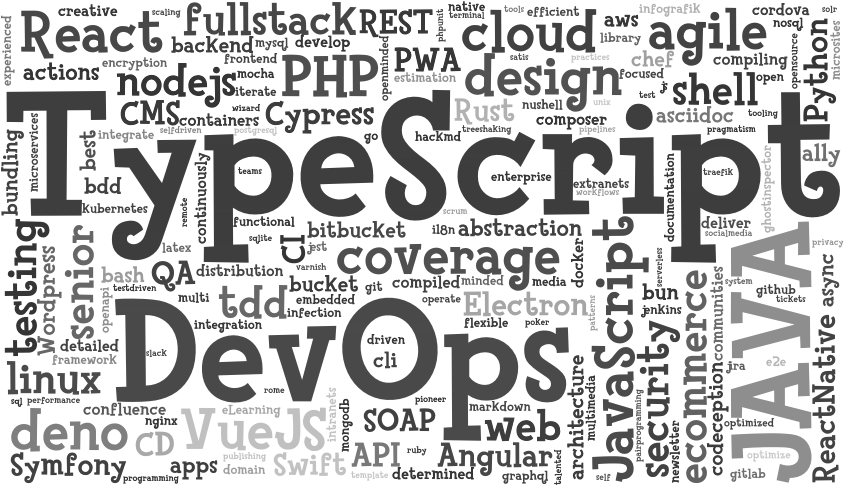 experienced
creative
scaling
fullstack
REST
phpunit
native
terminal
tools
efficient
infografik
cordova
nosql
solr
React
backend
mysql
develop
cloud
aws
library
agile
opensource
Python
microsites
encryption
frontend
PWA
satis
practices
chef
compiling
actions
nodejs
mocha
iterate
PHP
openminded
estimation
design
focused
js
open
shell
test
tooling
CMS
containers
wizard
Cypress
Rust
nushell
unix
composer
asciidoc
bundling
microservices
integrate
selfdriven
postgresql
go
hacKmd
treeshaking
pipelines
pragmatism
TypeScript
best
bdd
kubernetes
remote
continuously
teams
functional
sqlite
enterprise
extranets
workflows
documentation
traefik
ghostinspector
a11y
scrum
deliver
socialmedia
testing
Wordpress
senior
latex
CI
jest
varnish
bitbucket
i18n
abstraction
docker
JavaScript
serverless
communities
JAVA
privacy
bash
openapi
testdriven
QA
distribution
coverage
multi
tdd
bucket
git
compiled
minded
media
bun
jenkins
ecommerce
system
github
tickets
async
embedded
infection
operate
Electron
patterns
integration
flexible
poker
detailed
framework
DevOps
slack
driven
cli
security
jira
e2e
ReactNative
linux
sql
performance
rome
pioneer
markdown
architecture
multimedia
pairprogramming
newsletter
codeception
optimized
optimize
gitlab
confluence
nginx
eLearning
intranets
mongodb
SOAP
web
deno
CD
VueJS
publishing
domain
Swift
API
template
ruby
Angular
graphql
talented
self
Symfony
programming
apps
determined